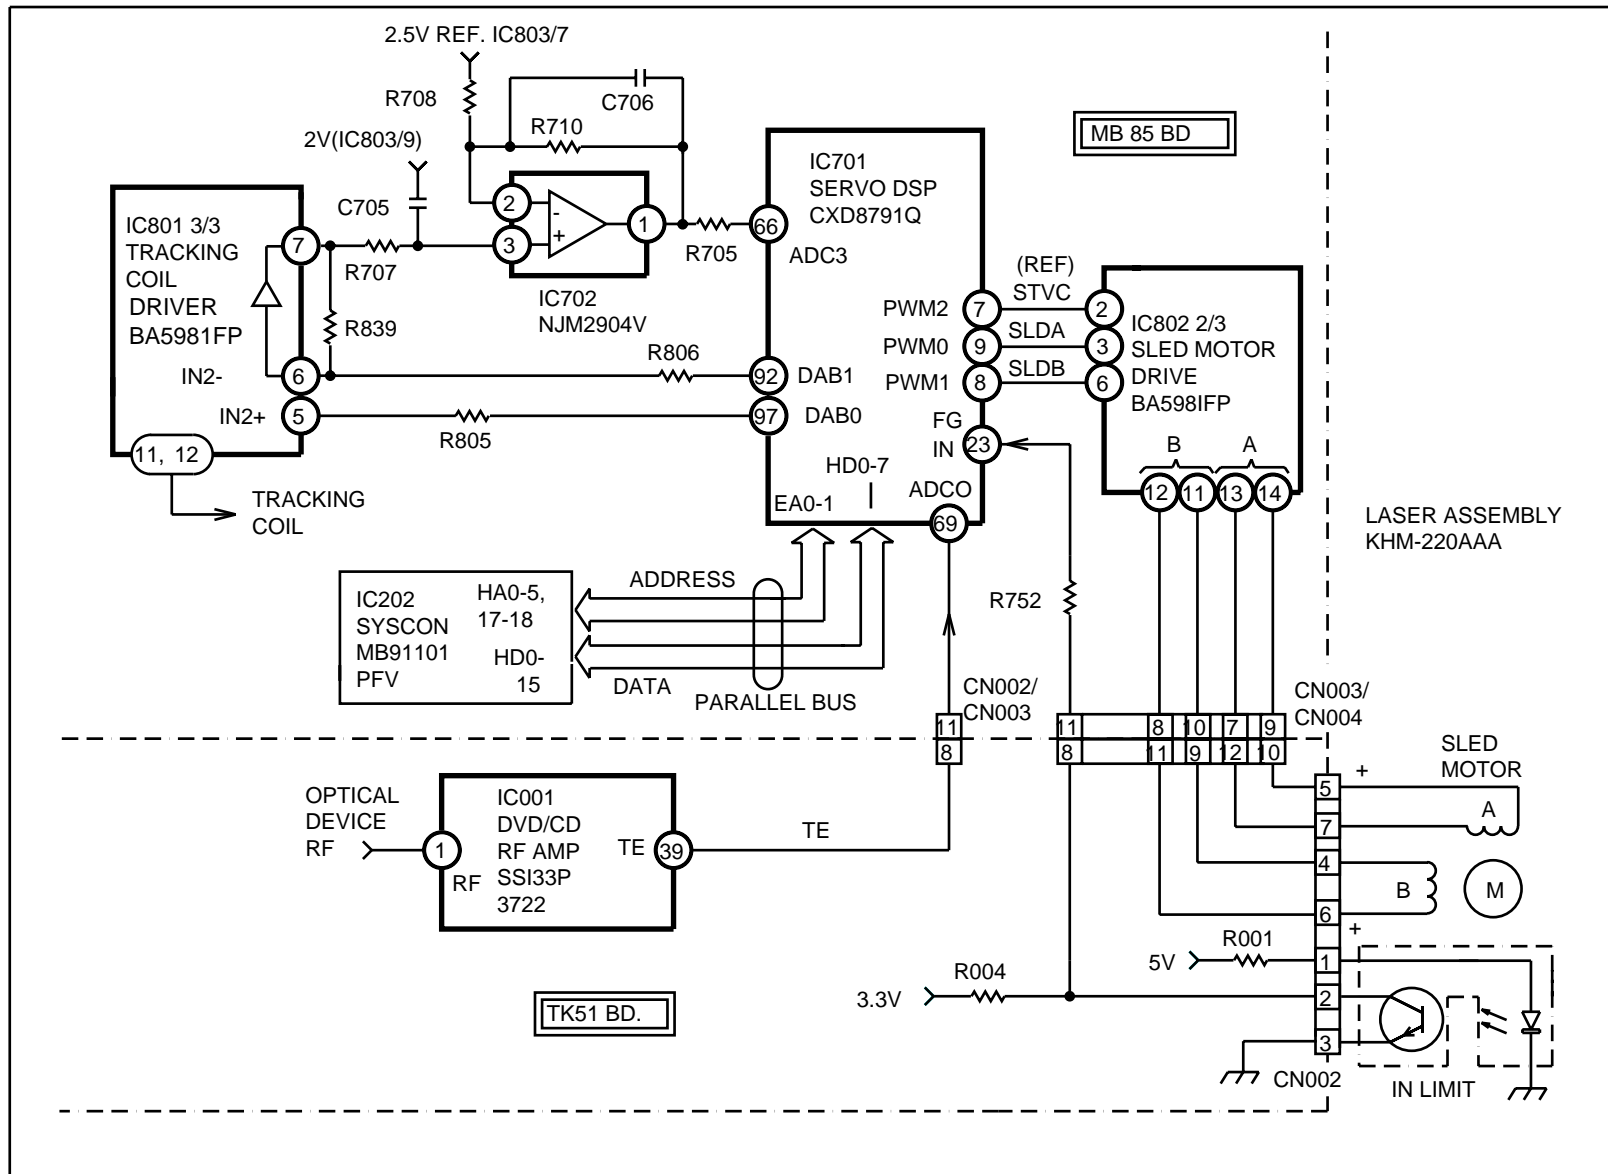 2.5V REF. IC803/7
R708
C706
R710
2V(IC803/9)
MB 85 BD
IC701
SERVO DSP
CXD8791Q
C705
IC801 3/3
TRACKING
COIL
DRIVER
BA5981FP
7
R707
2
-
3
+
1
R705
66
ADC3
IC702
NJM2904V
R839
(REF)
STVC
PWM2
7
2
IC802 2/3
SLED MOTOR
DRIVE
BA598IFP
PWM0
9
SLDA
3
PWM1
8
SLDB
6
IN2-
6
R806
92
DAB1
IN2+
5
R805
97
DAB0
FG
IN
23
11, 12
HD0-7
ADCO
EA0-1
69
B
A
12
11
13
14
TRACKING
COIL
LASER ASSEMBLY
KHM-220AAA
IC202
SYSCON
MB91101
PFV
HA0-5,
17-18
HD0-
15
ADDRESS
DATA
PARALLEL BUS
R752
CN002/
CN003
CN003/
CN004
11
11
8
10
7
9
8
8
11
9
12
10
SLED
MOTOR
OPTICAL
DEVICE
RF
1
RF
IC001
DVD/CD
RF AMP
SSI33P
3722
TE
39
TE
5
+
A
7
4
B
M
6
+
R001
5V
1
R004
3.3V
2
3
CN002
IN LIMIT
TK51 BD.